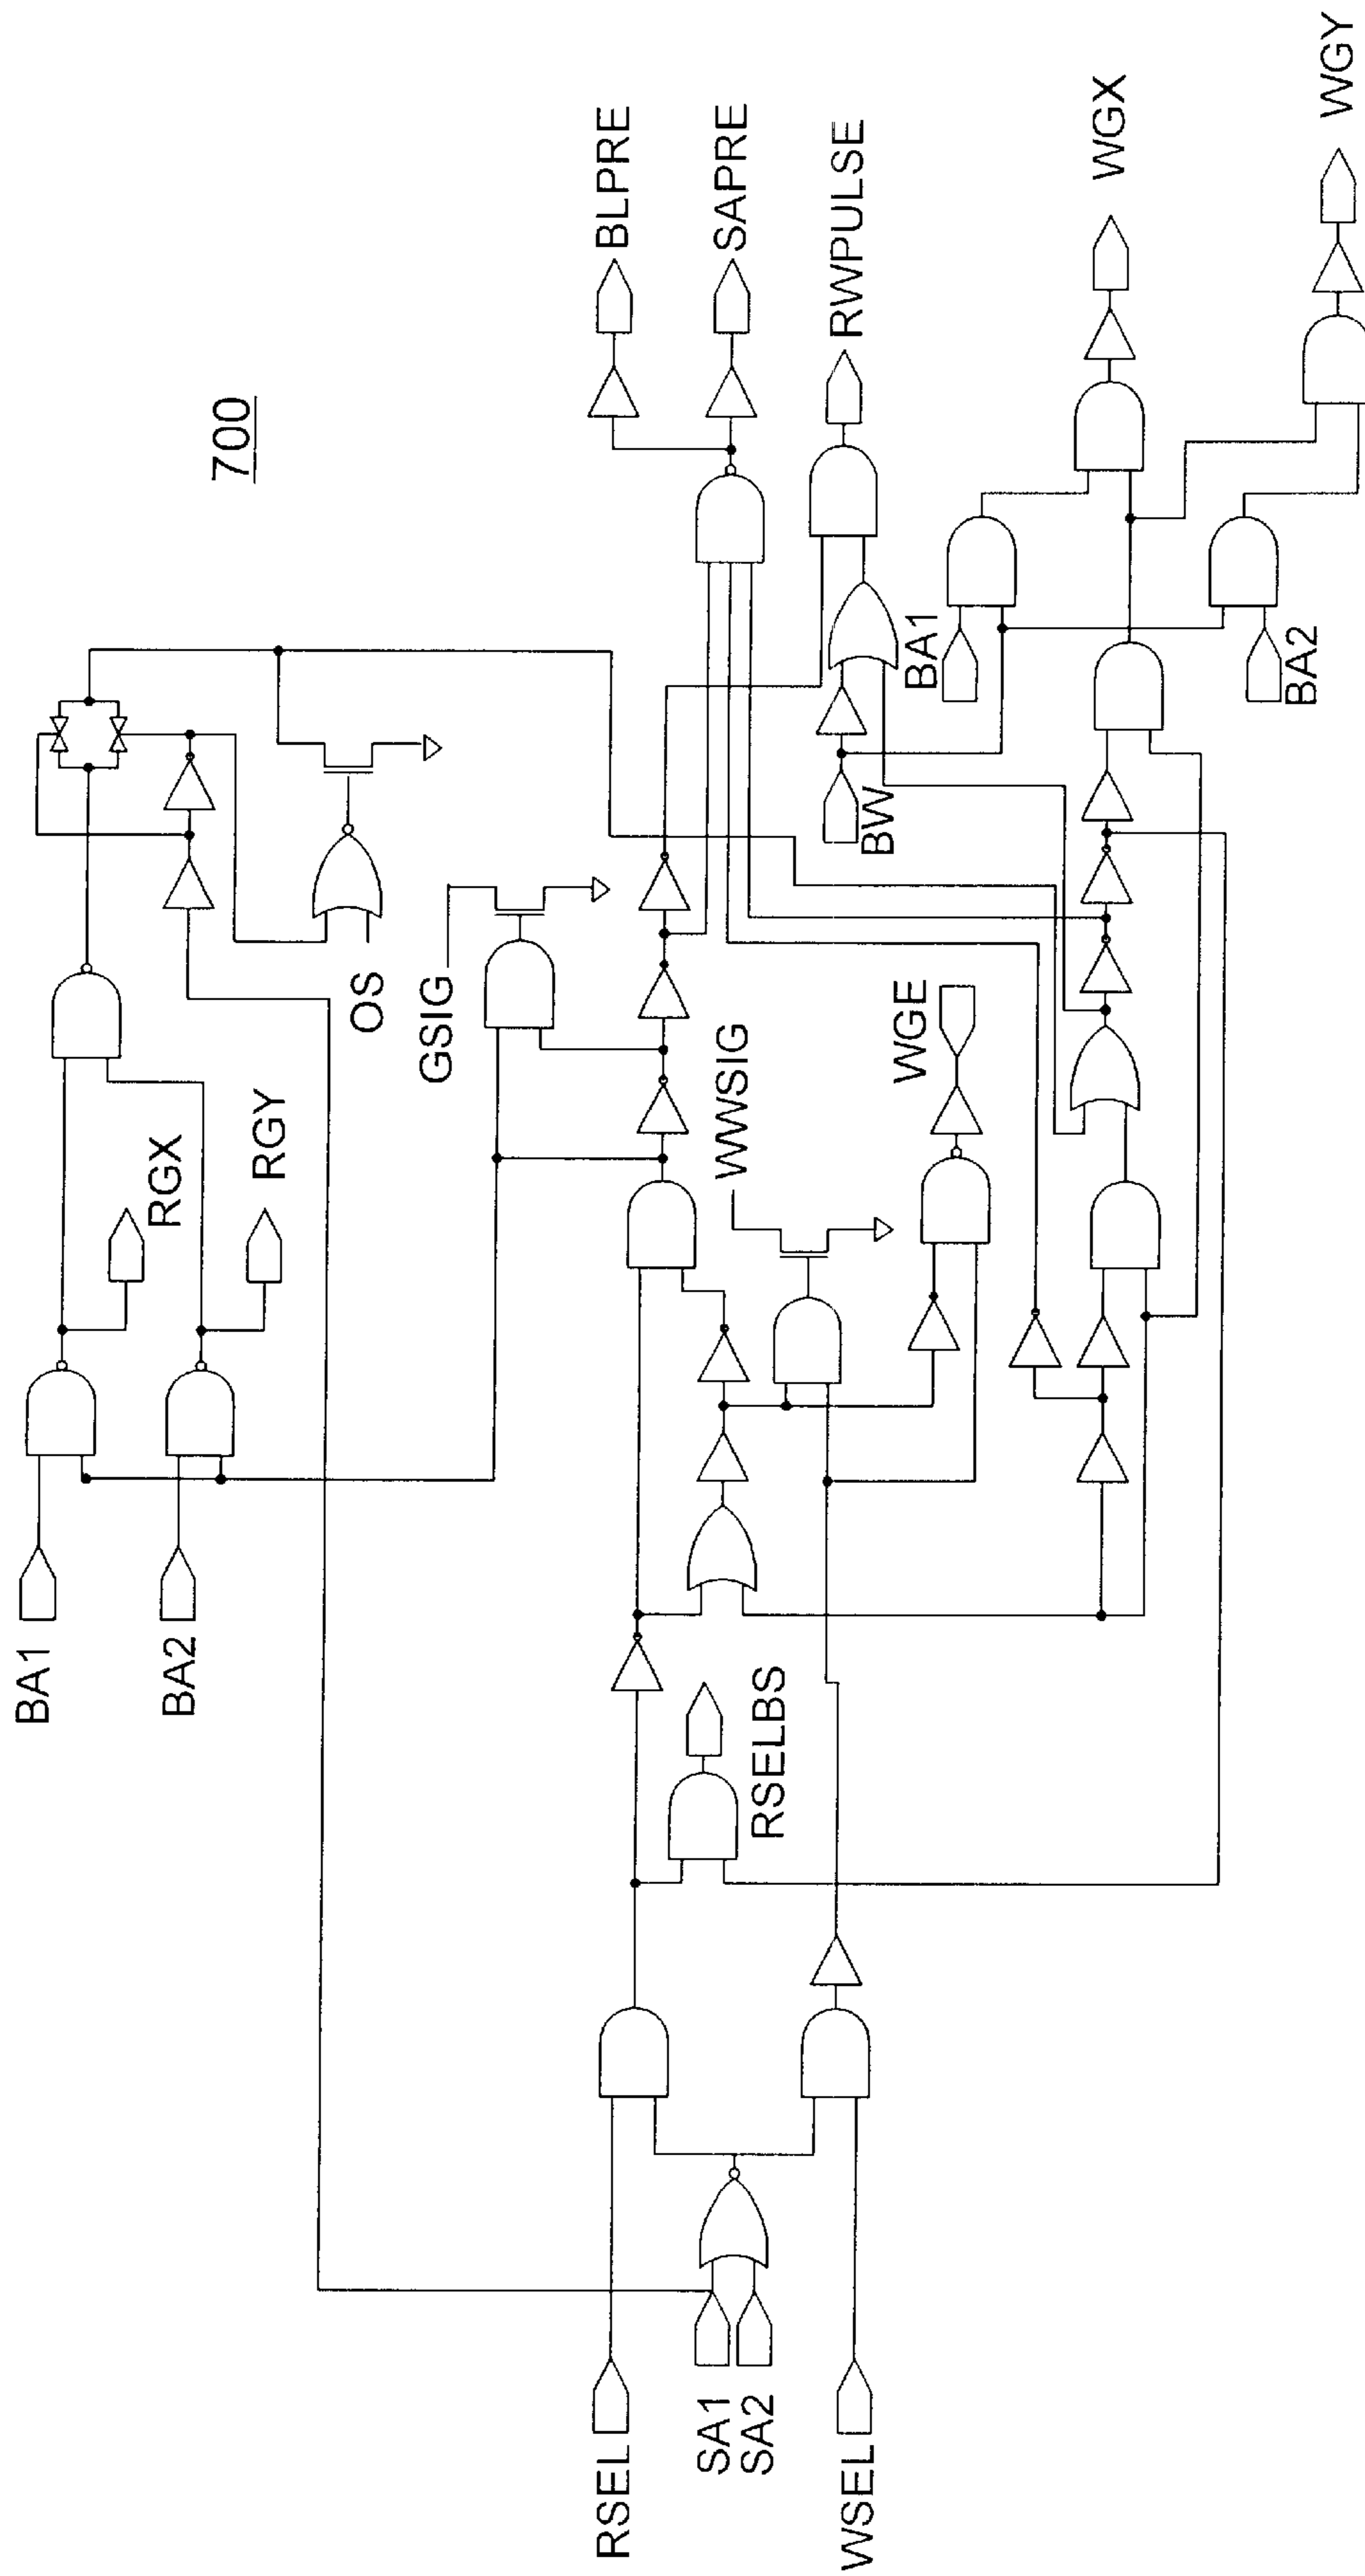 700
BA1
BA2
RGX
RGY
OS
GSIG
BLPRE
SAPRE
RWPULSE
WWSIG
WGE
BW
BA1
BA2
WGX
WGY
RSELBS
RSEL
SA1
SA2
WSEL